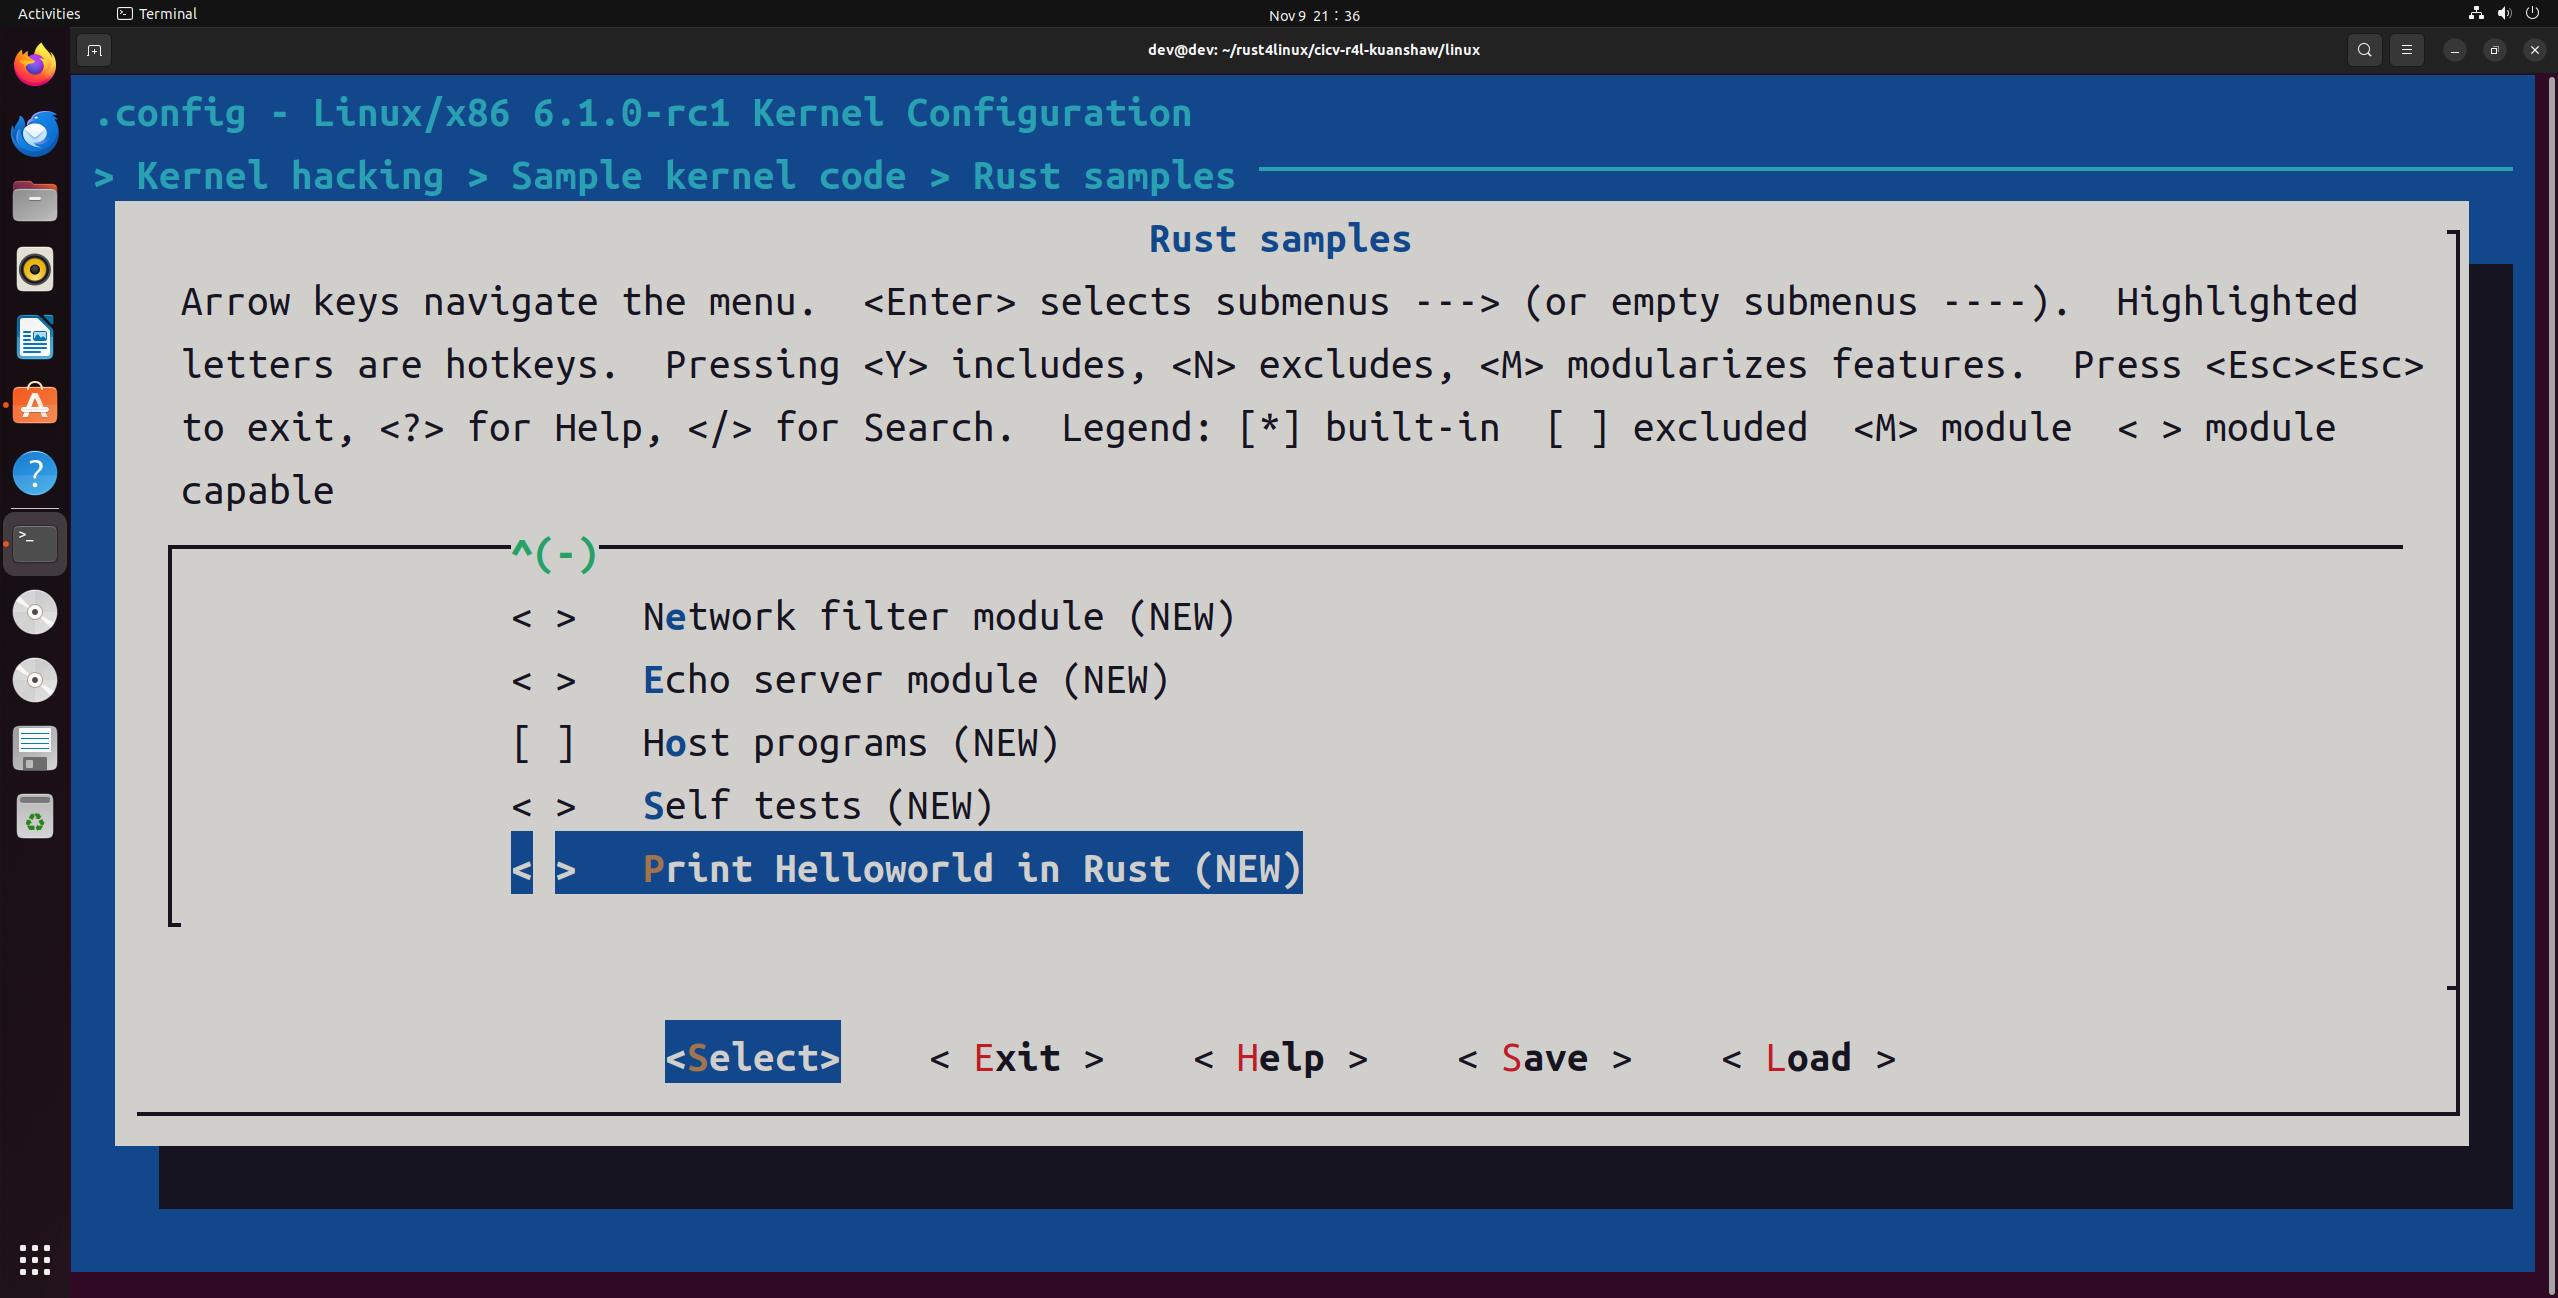 Activities
Terminal
Nov 9 21:36
dev@dev: ~/rust4linux/cicv-r4l-kuanshaw/linux
.config - Linux/x86 6.1.0-rc1 Kernel Configuration
> Kernel hacking > Sample kernel code > Rust samples
Rust samples
Arrow keys navigate the menu.  <Enter> selects submenus ---> (or empty submenus ----).  Highlighted
letters are hotkeys.  Pressing <Y> includes, <N> excludes, <M> modularizes features.  Press <Esc><Esc>
to exit, <?> for Help, </> for Search.  Legend: [*] built-in  [ ] excluded  <M> module  < > module
capable
^(-)
< >   Network filter module (NEW)
< >   Echo server module (NEW)
[ ]   Host programs (NEW)
< >   Self tests (NEW)
< >   Print Helloworld in Rust (NEW)
<Select>    < Exit >    < Help >    < Save >    < Load >